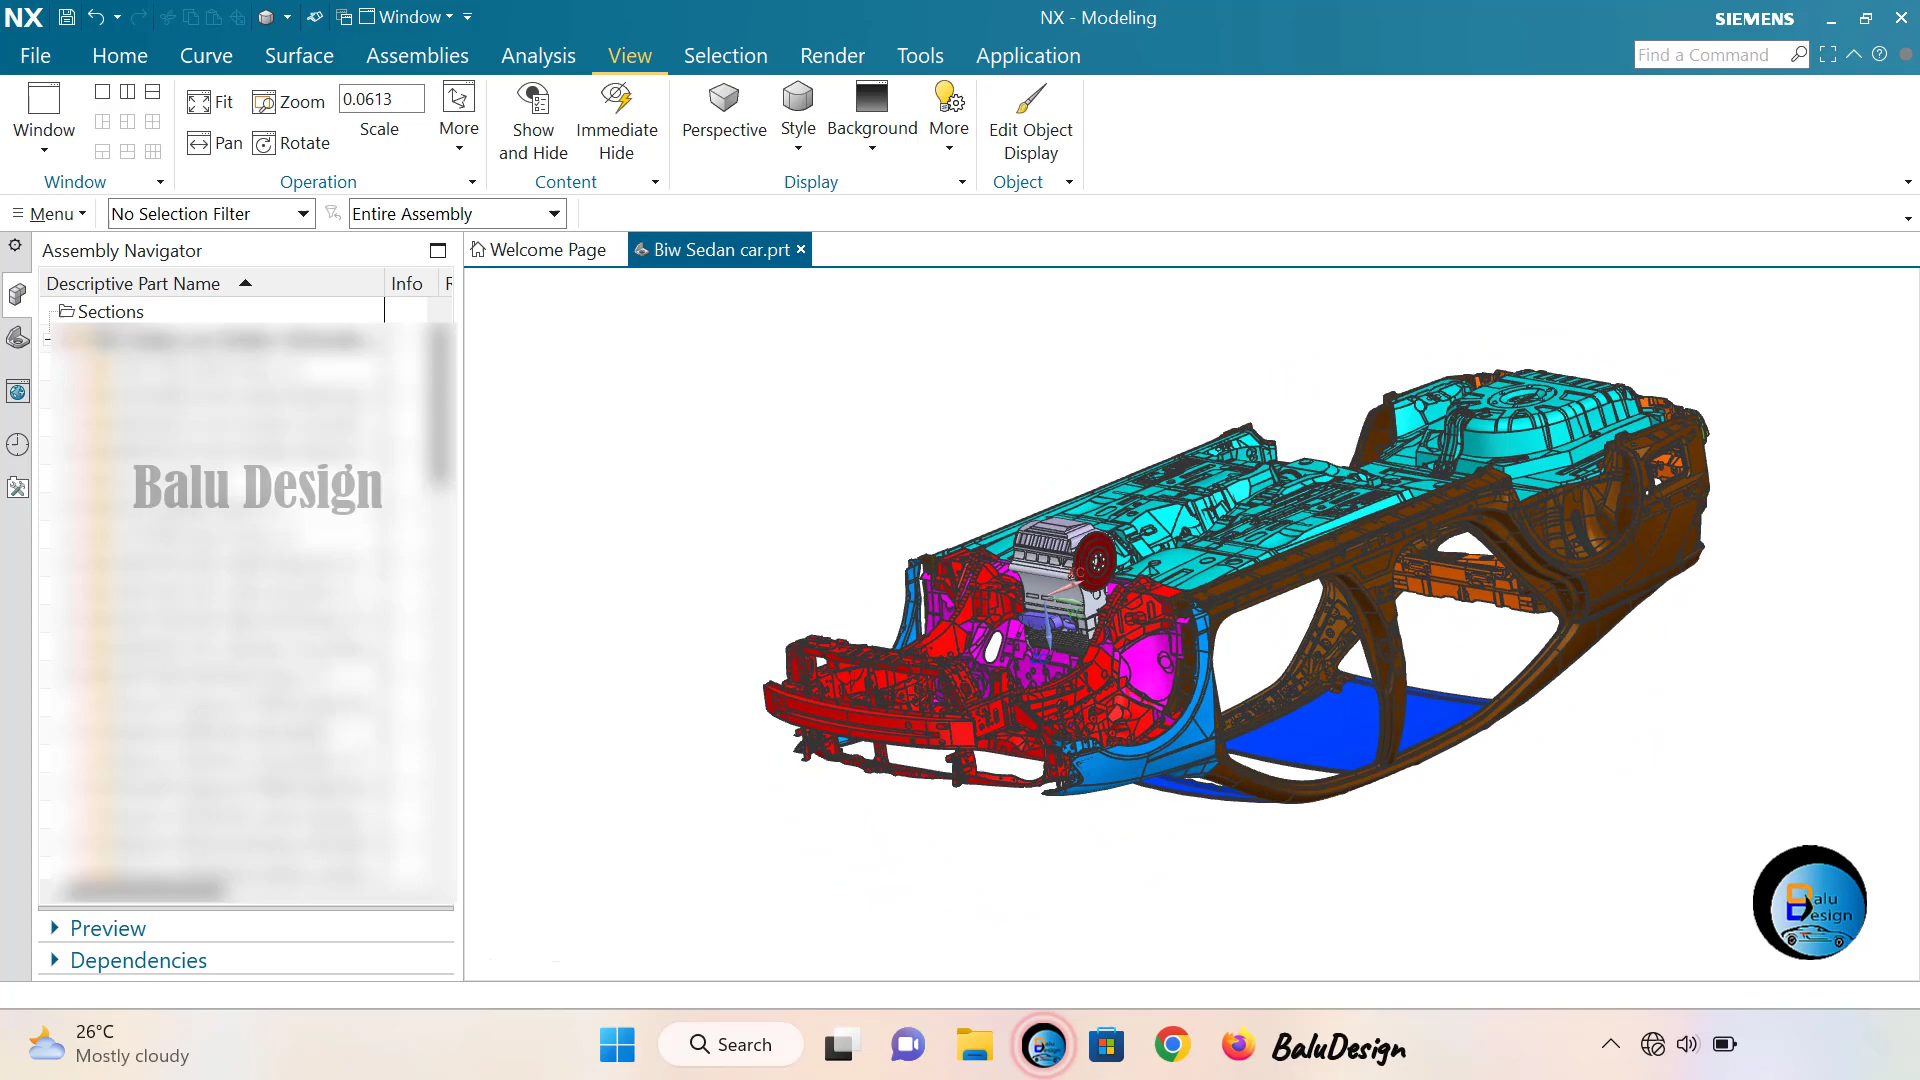 NX
Window
NX - Modeling
SIEMENS
File
Home
Curve
Surface
Assemblies
Analysis
View
Selection
Render
Tools
Application
Find a Command
Window
Fit
Zoom
0.0613
Scale
Pan
Rotate
More
Show and Hide
Immediate Hide
Perspective
Style
Background
More
Edit Object Display
Window
Operation
Content
Display
Object
Menu
No Selection Filter
Entire Assembly
Assembly Navigator
Welcome Page
Biw Sedan car.prt
Descriptive Part Name
Info
Sections
Balu Design
Preview
Dependencies
Balu
Design
26°C
Mostly cloudy
Search
BaluDesign